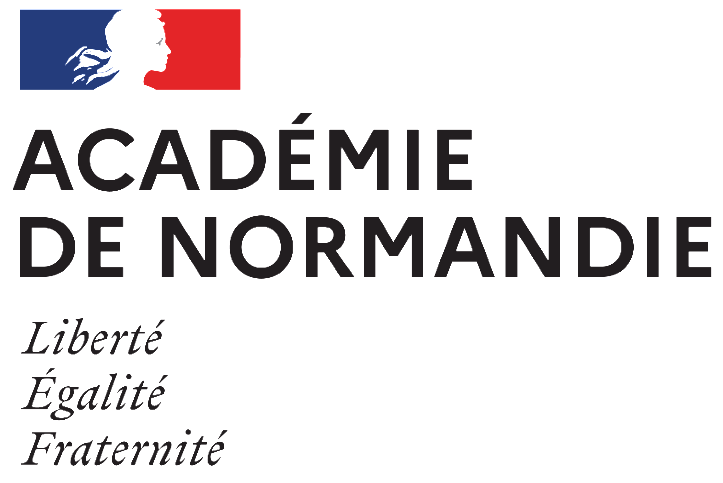 ACADÉMIE
DE NORMANDIE
Liberté
Égalité
Fraternité